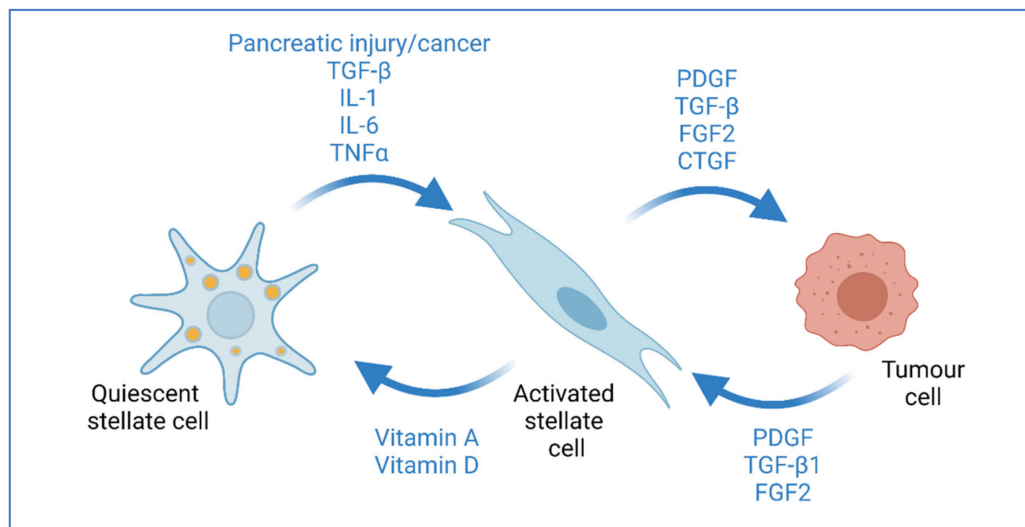 Pancreatic injury/cancer
TGF-β
IL-1
IL-6
TNFα
PDGF
TGF-β
FGF2
CTGF
Quiescent
stellate cell
Vitamin A
Vitamin D
Activated
stellate
cell
PDGF
TGF-β1
FGF2
Tumour
cell